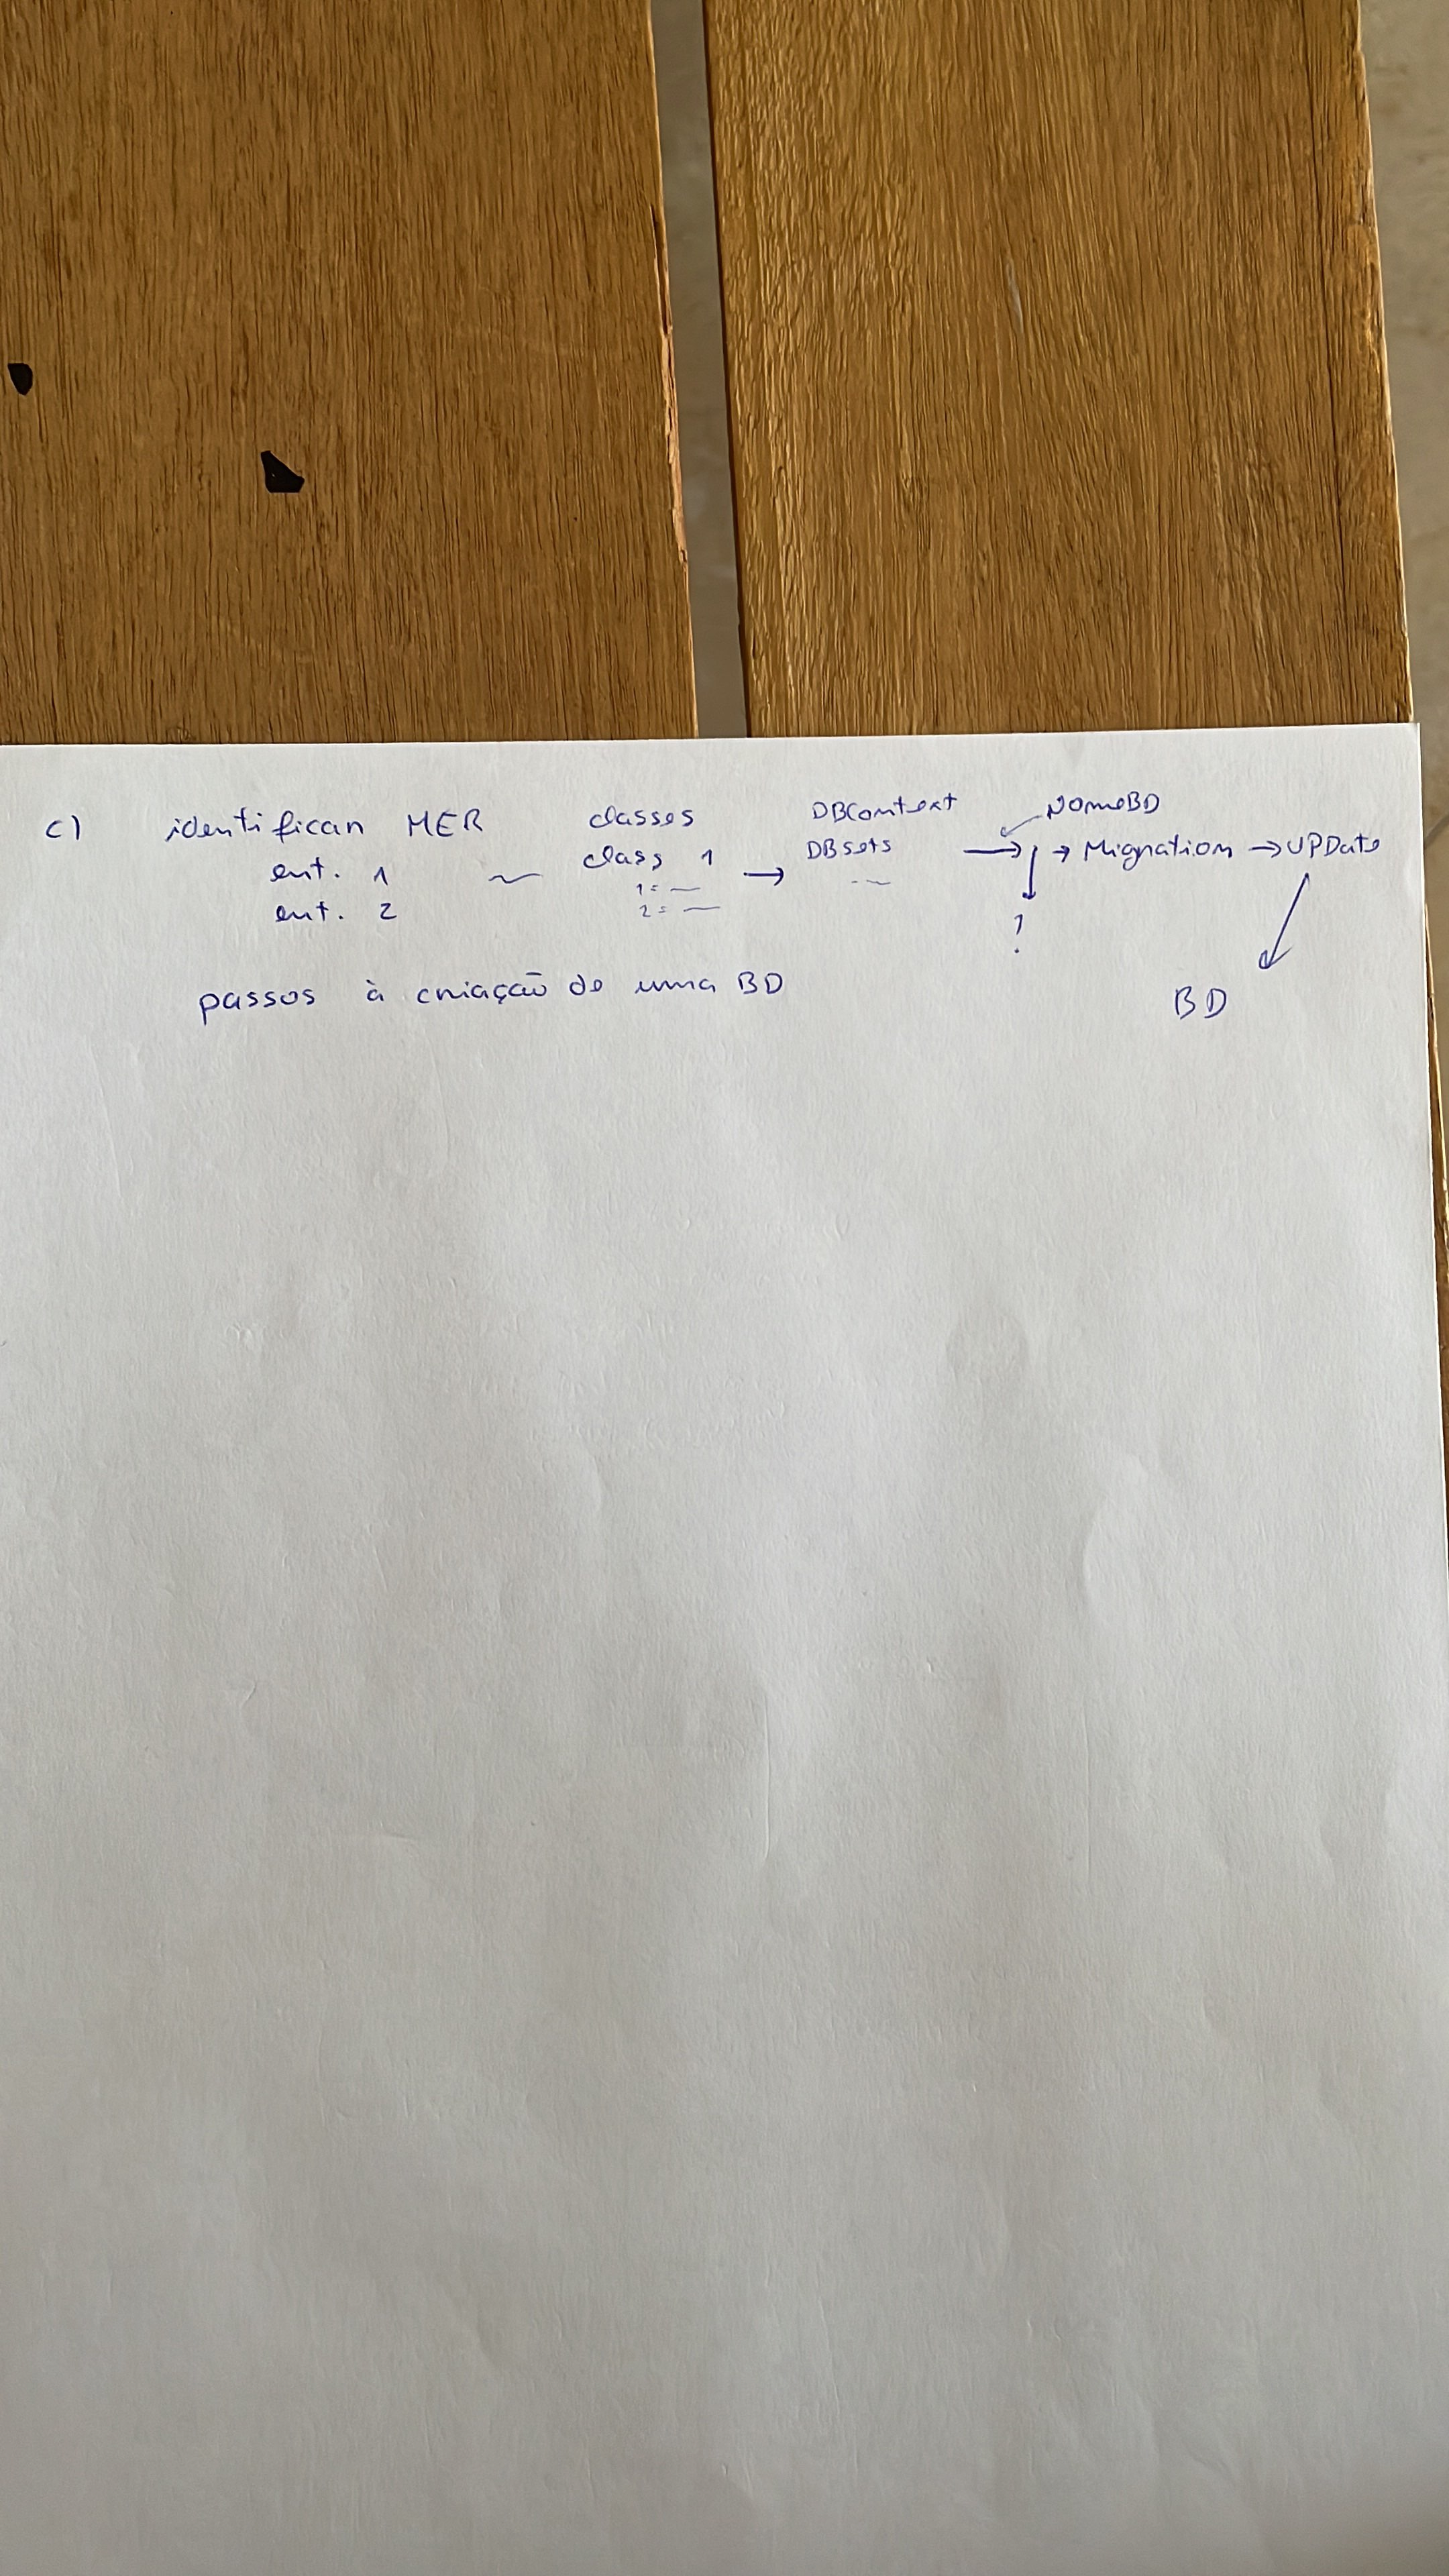 c) identificar MER
ent. 1
ent. 2
classes
class 1
1 = —
2 = —
→
DBContext
DBsets
→ NomeBD
?
→ Migration → UPDate
BD
passos à criação de uma BD